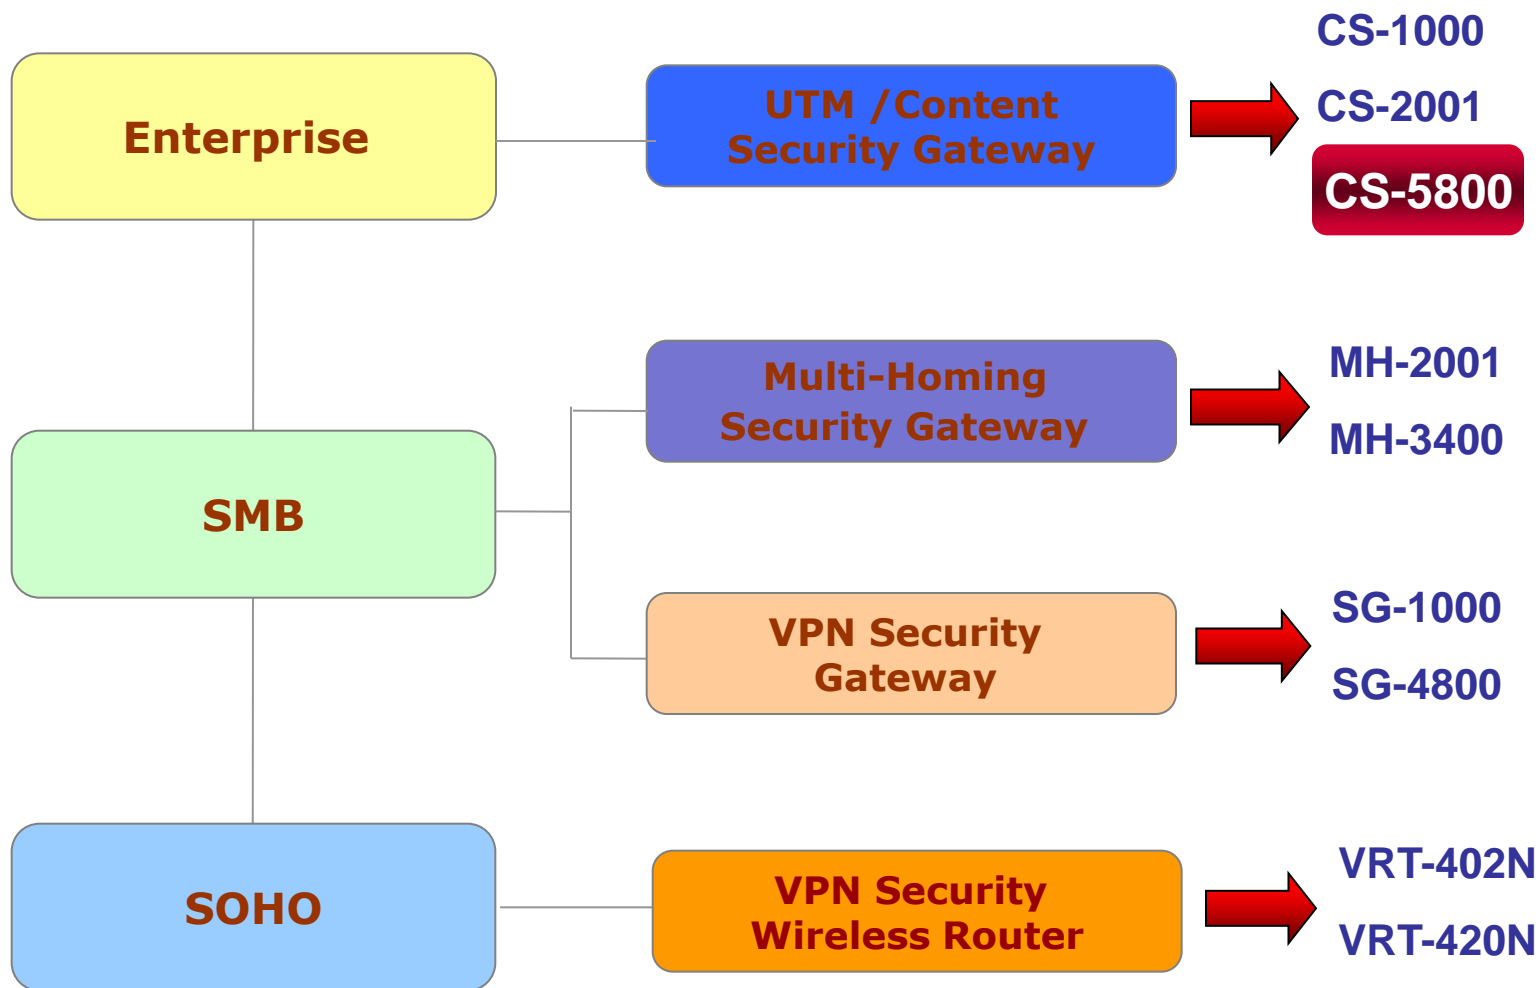 Enterprise
UTM /Content
Security Gateway
CS-1000
CS-2001
CS-5800
SMB
Multi-Homing
Security Gateway
MH-2001
MH-3400
VPN Security
Gateway
SG-1000
SG-4800
SOHO
VPN Security
Wireless Router
VRT-402N
VRT-420N